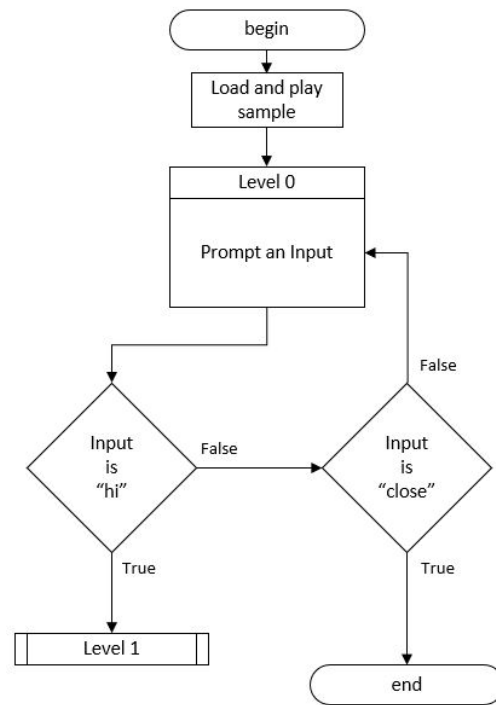 begin
Load and play
sample
Level 0
Prompt an Input
False
Input
is
“hi”
False
Input
is
“close”
True
True
Level 1
end